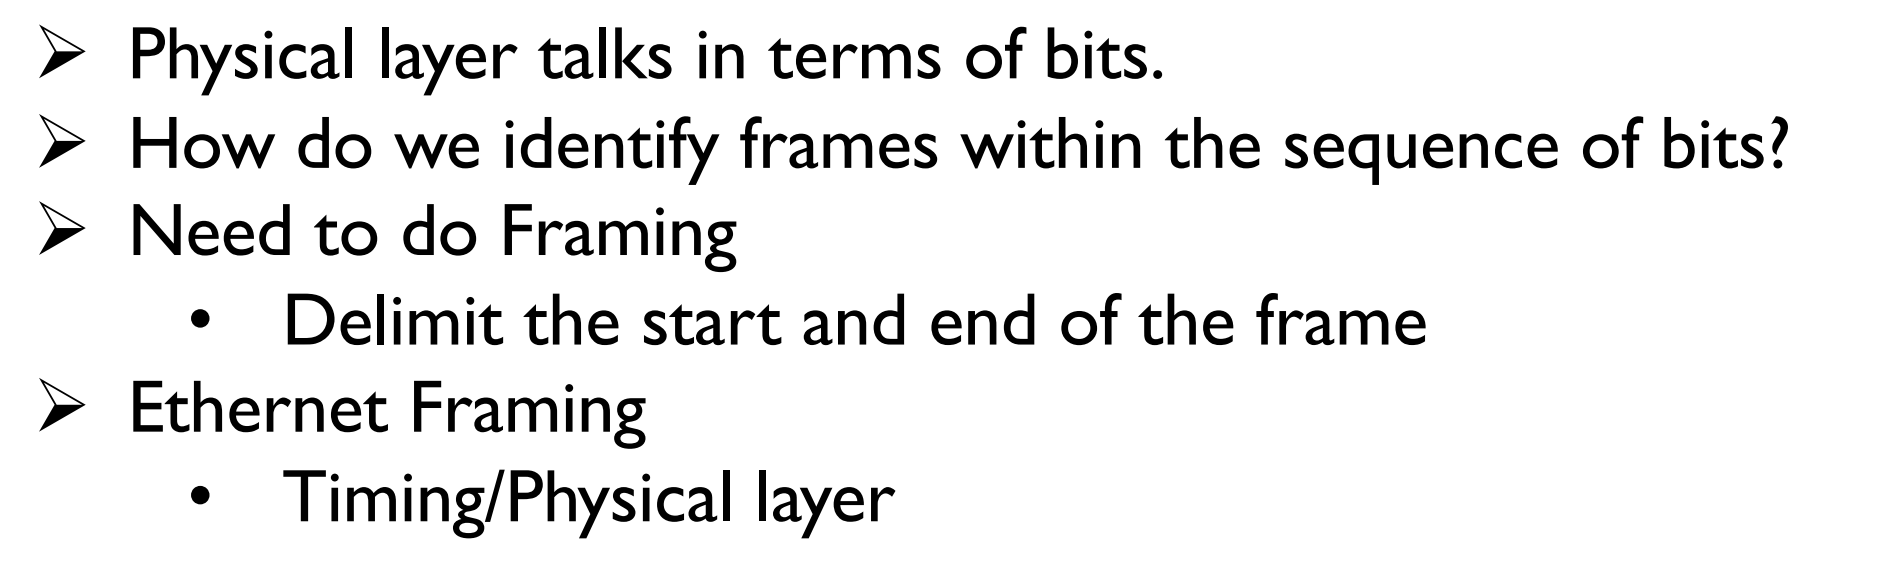 ➢ Physical layer talks in terms of bits.
➢ How do we identify frames within the sequence of bits?
➢ Need to do Framing
• Delimit the start and end of the frame
➢ Ethernet Framing
• Timing/Physical layer